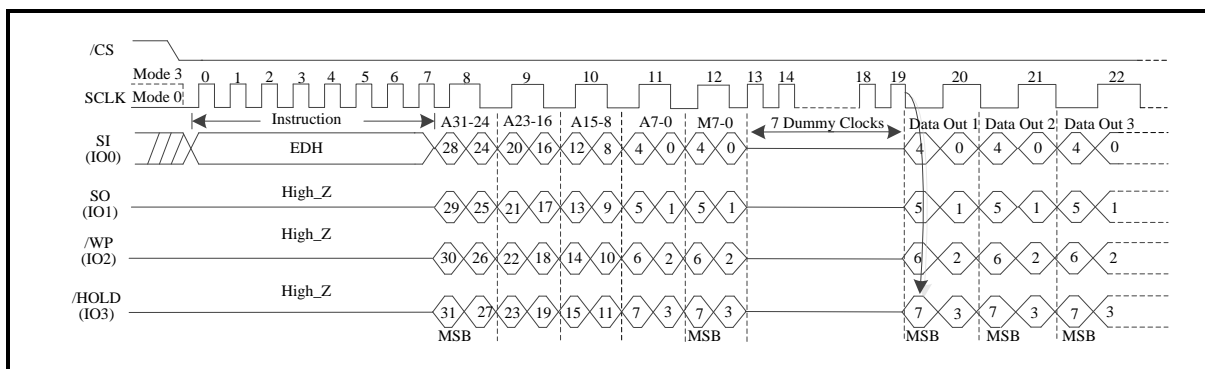 /CS
Mode 3 0 1 2 3 4 5 6 7 8 9 10 11 12 13 14 18 19 20 21 22
SCLK Mode 0
Instruction A31-24 A23-16 A15-8 A7-0 M7-0 7 Dummy Clocks Data Out 1 Data Out 2 Data Out 3
SI
(IO0) EDH 28 24 20 16 12 8 4 0 4 0 4 0 4 0 4 0
High_Z
SO
(IO1) 29 25 21 17 13 9 5 1 5 1 5 1 5 1 5 1
High_Z
/WP
(IO2) 30 26 22 18 14 10 6 2 6 2 6 2 6 2 6 2
High_Z
/HOLD
(IO3) 31 27 23 19 15 11 7 3 7 3 7 3 7 3 7 3
MSB MSB MSB MSB MSB